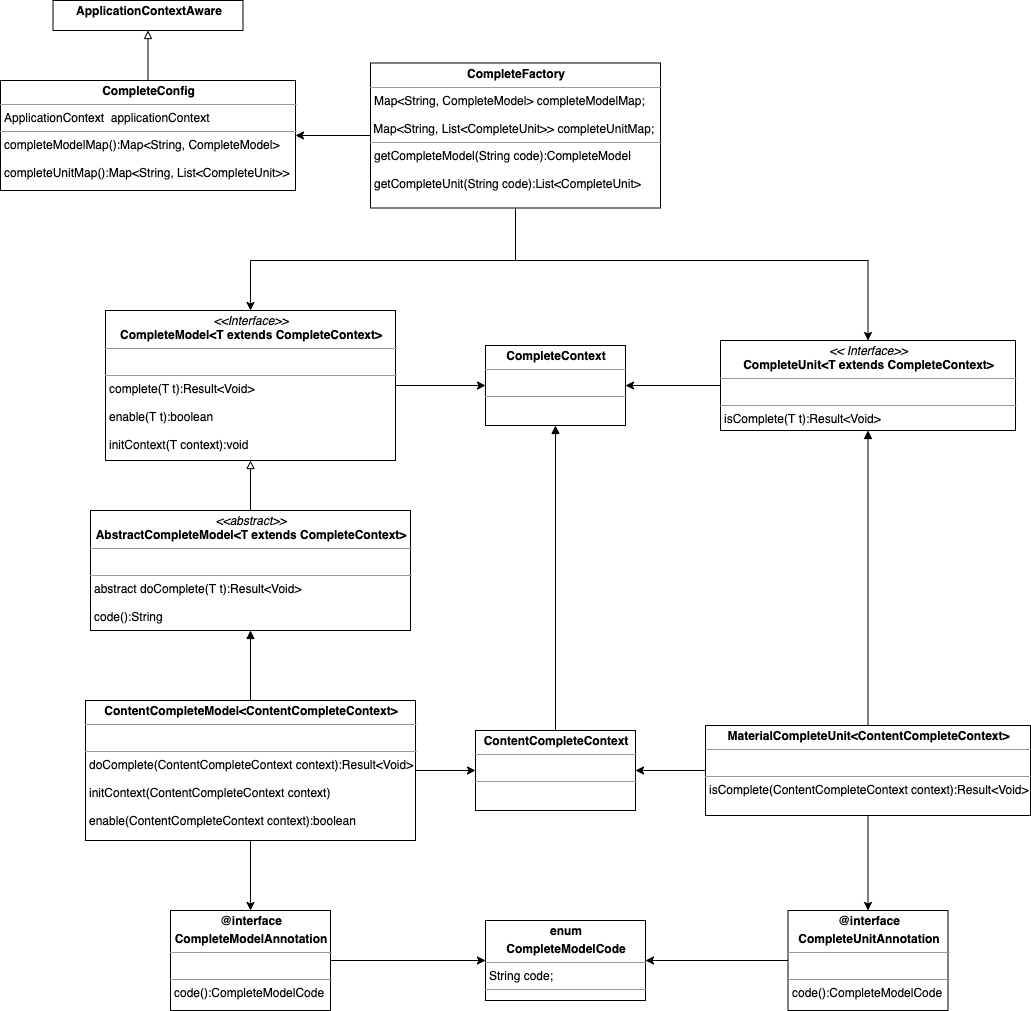 ApplicationContextAware
CompleteConfig
ApplicationContext  applicationContext
completeModelMap():Map<String, CompleteModel>
completeUnitMap():Map<String, List<CompleteUnit>>
CompleteFactory
Map<String, CompleteModel> completeModelMap;
Map<String, List<CompleteUnit>> completeUnitMap;
getCompleteModel(String code):CompleteModel
getCompleteUnit(String code):List<CompleteUnit>
<<Interface>>
CompleteModel<T extends CompleteContext>
complete(T t):Result<Void>
enable(T t):boolean
initContext(T context):void
CompleteContext
<< Interface>>
CompleteUnit<T extends CompleteContext>
isComplete(T t):Result<Void>
<<abstract>>
AbstractCompleteModel<T extends CompleteContext>
abstract doComplete(T t):Result<Void>
code():String
ContentCompleteModel<ContentCompleteContext>
doComplete(ContentCompleteContext context):Result<Void>
initContext(ContentCompleteContext context)
enable(ContentCompleteContext context):boolean
ContentCompleteContext
MaterialCompleteUnit<ContentCompleteContext>
isComplete(ContentCompleteContext context):Result<Void>
@interface
CompleteModelAnnotation
code():CompleteModelCode
enum
CompleteModelCode
String code;
@interface
CompleteUnitAnnotation
code():CompleteModelCode